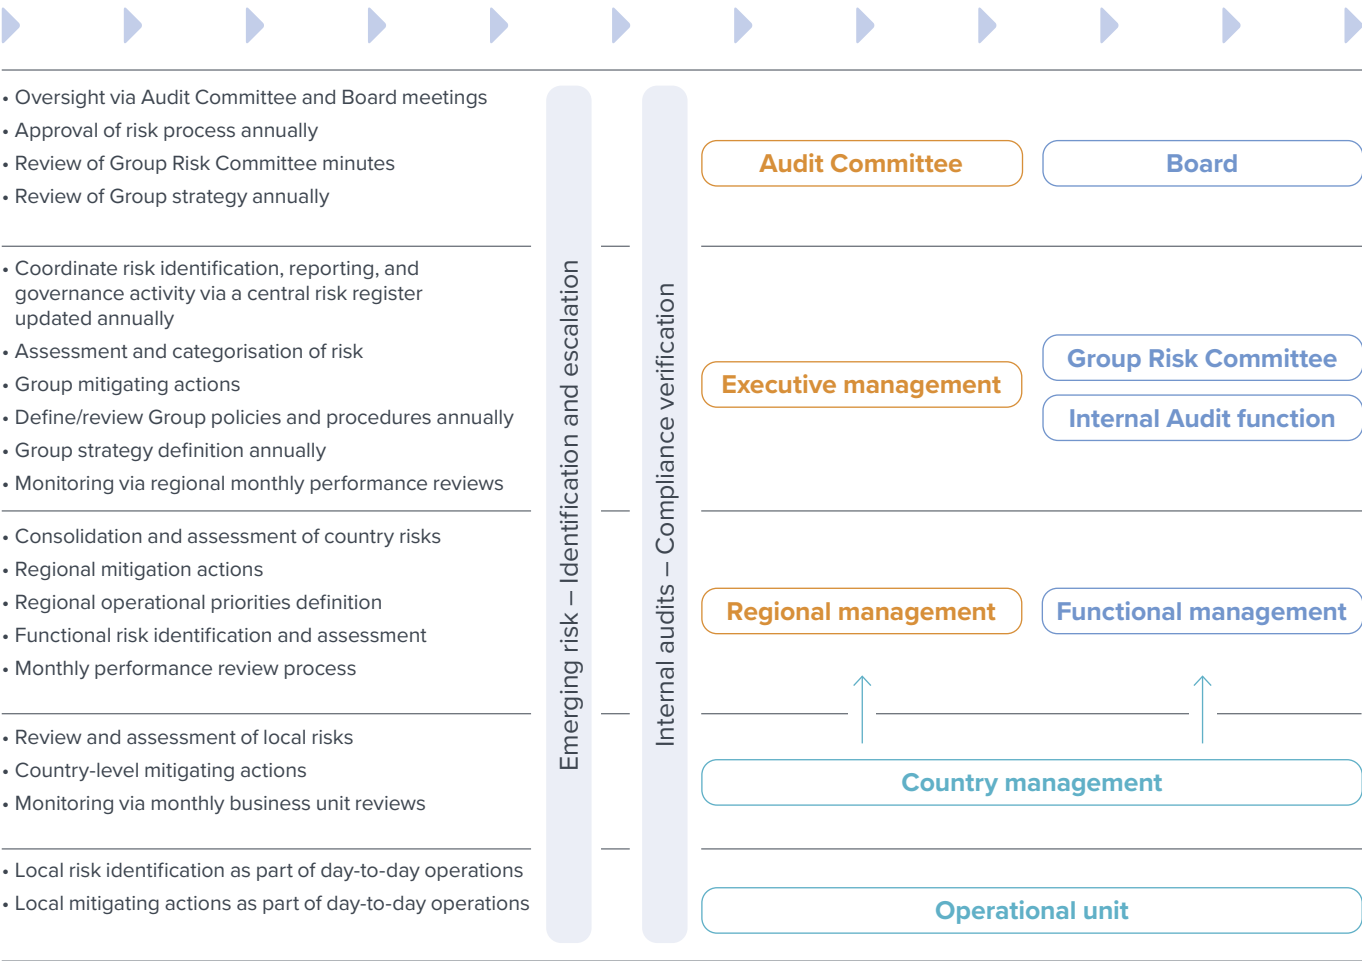 • Oversight via Audit Committee and Board meetings
• Approval of risk process annually
• Review of Group Risk Committee minutes
• Review of Group strategy annually
Audit Committee
Board
• Coordinate risk identification, reporting, and
governance activity via a central risk register
updated annually
• Assessment and categorisation of risk
• Group mitigating actions
• Define/review Group policies and procedures annually
• Group strategy definition annually
• Monitoring via regional monthly performance reviews
Executive management
Group Risk Committee
Internal Audit function
• Consolidation and assessment of country risks
• Regional mitigation actions
• Regional operational priorities definition
• Functional risk identification and assessment
• Monthly performance review process
Regional management
Functional management
• Review and assessment of local risks
• Country-level mitigating actions
• Monitoring via monthly business unit reviews
Country management
• Local risk identification as part of day-to-day operations
• Local mitigating actions as part of day-to-day operations
Operational unit
Emerging risk – Identification and escalation
Internal audits – Compliance verification